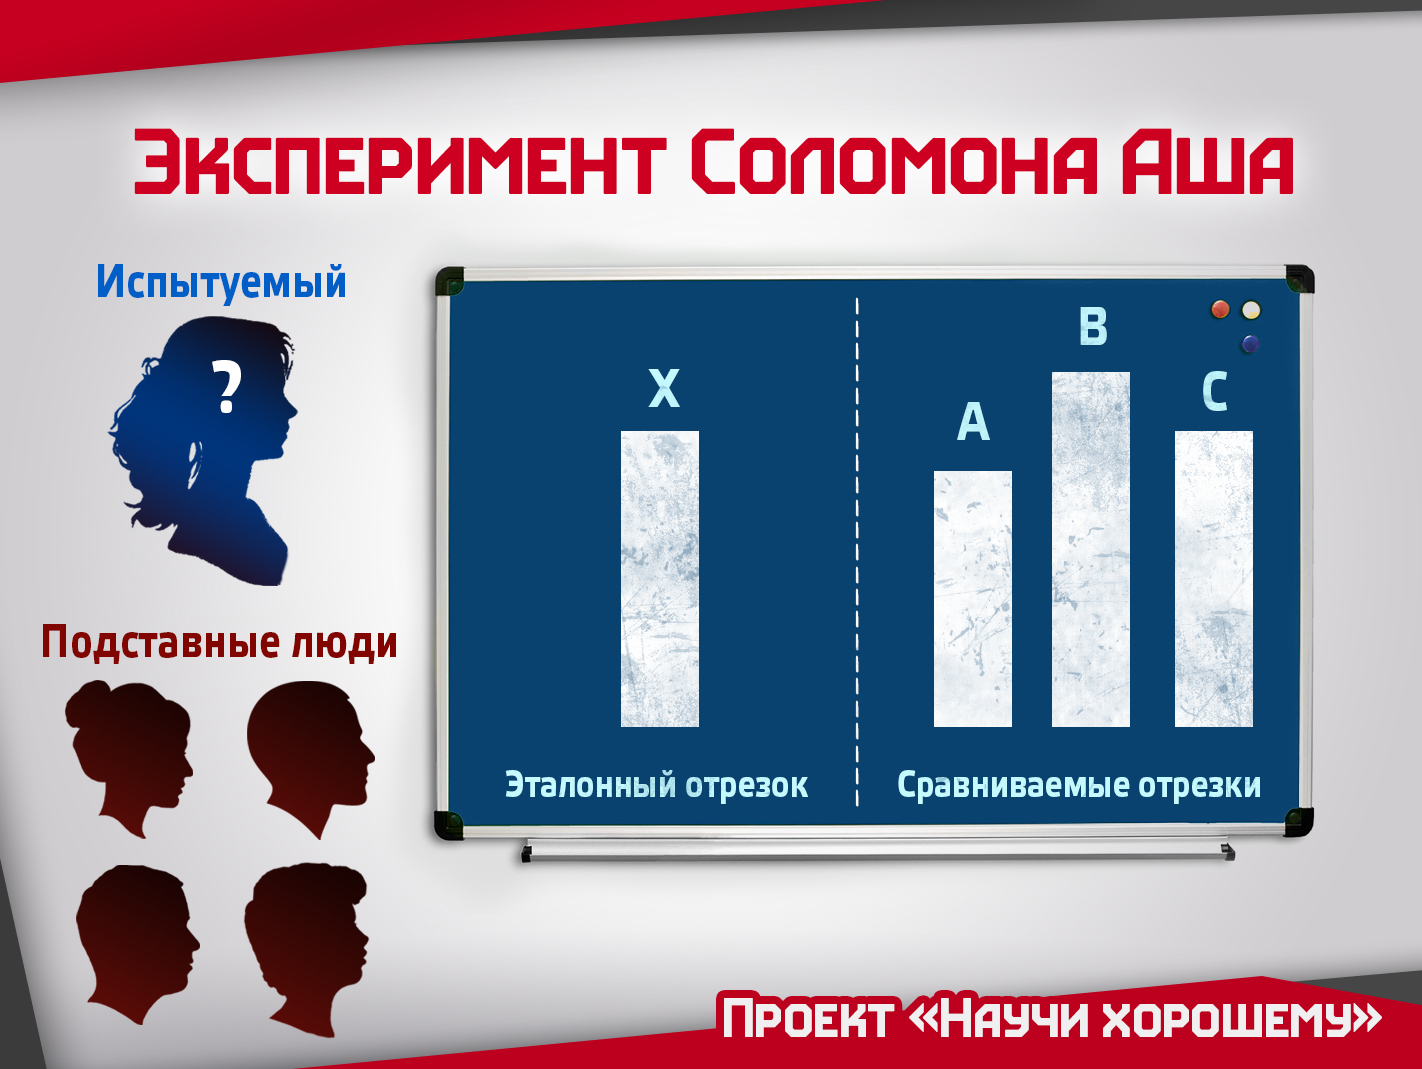 Эксперимент Соломона Аша
Испытуемый
?
Подставные люди
X
A
B
C
Эталонный отрезок
Сравниваемые отрезки
Проект «Научи хорошему»